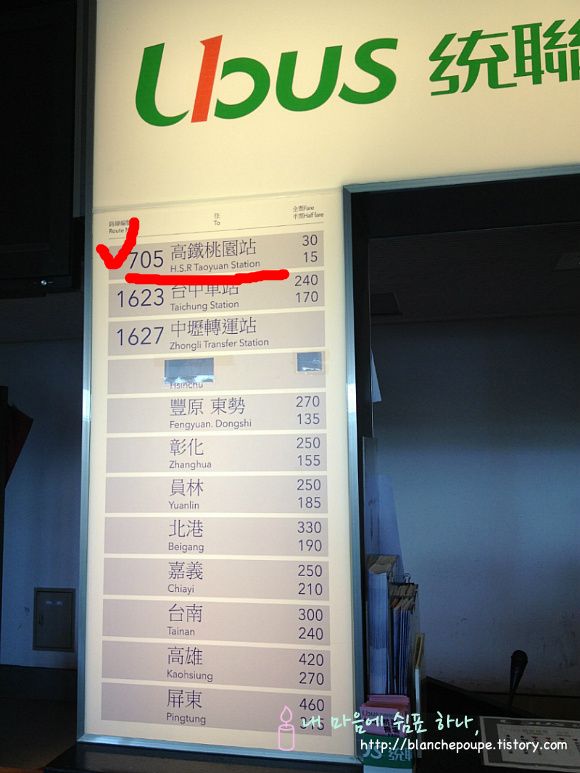 Ubus 統聯
往 全票Fare
To 半票Half fare
705 高鐵桃園站 30
H.S.R Taoyuan Station 15
1623 台中車站 240
Taichung Station 170
1627 中壢轉運站
Zhongli Transfer Station
Hsinchu
豐原 東勢 270
Fengyuan. Dongshi 135
彰化 250
Zhanghua 155
員林 250
Yuanlin 185
北港 330
Beigang 190
嘉義 250
Chiayi 210
台南 300
Tainan 240
高雄 420
Kaohsiung 270
屏東 460
Pingtung
내 마음에 쉼표 하나,
http://blanchepoupe.tistory.com